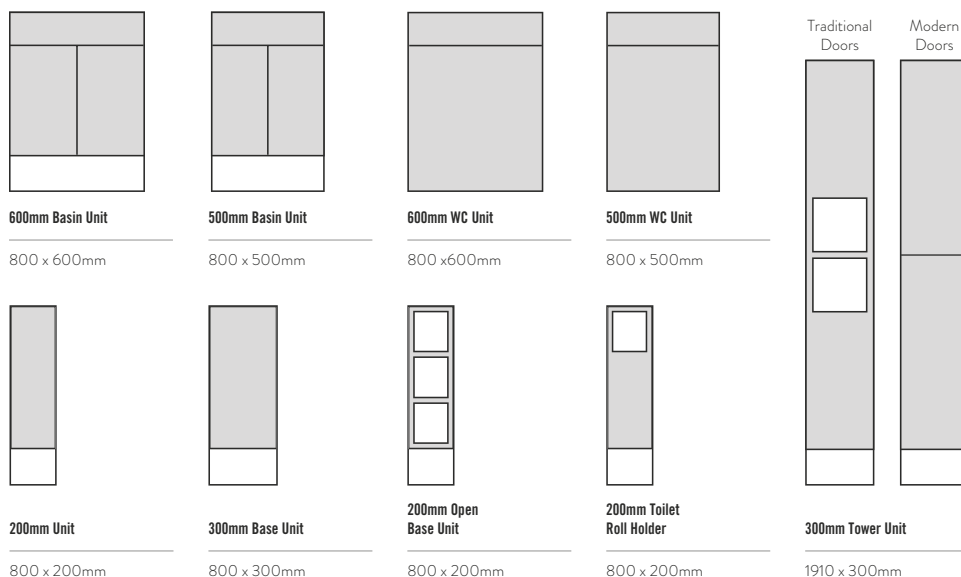 Traditional
Doors
Modern
Doors
600mm Basin Unit
800 x 600mm
500mm Basin Unit
800 x 500mm
600mm WC Unit
800 x600mm
500mm WC Unit
800 x 500mm
200mm Unit
800 x 200mm
300mm Base Unit
800 x 300mm
200mm Open
Base Unit
800 x 200mm
200mm Toilet
Roll Holder
800 x 200mm
300mm Tower Unit
1910 x 300mm